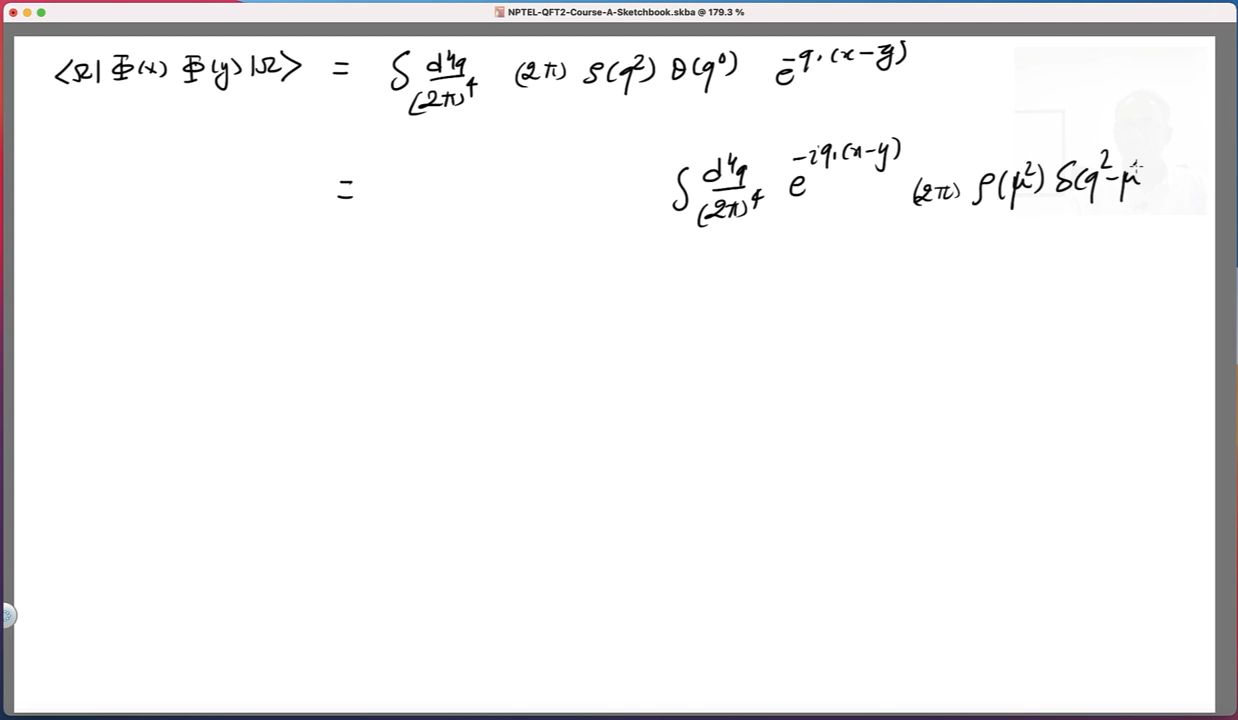 NPTEL-QFT2-Course-A-Sketchbook.skba @ 179.3 %
<Ω| Φ(x) Φ(y) |Ω> = ∫ d⁴q/(2π)⁴ (2π) ρ(q²) θ(q⁰) e^{-q·(x-y)}
= ∫ d⁴q/(2π)⁴ e^{-iq·(x-y)} (2π) ρ(μ²) δ(q²-μ